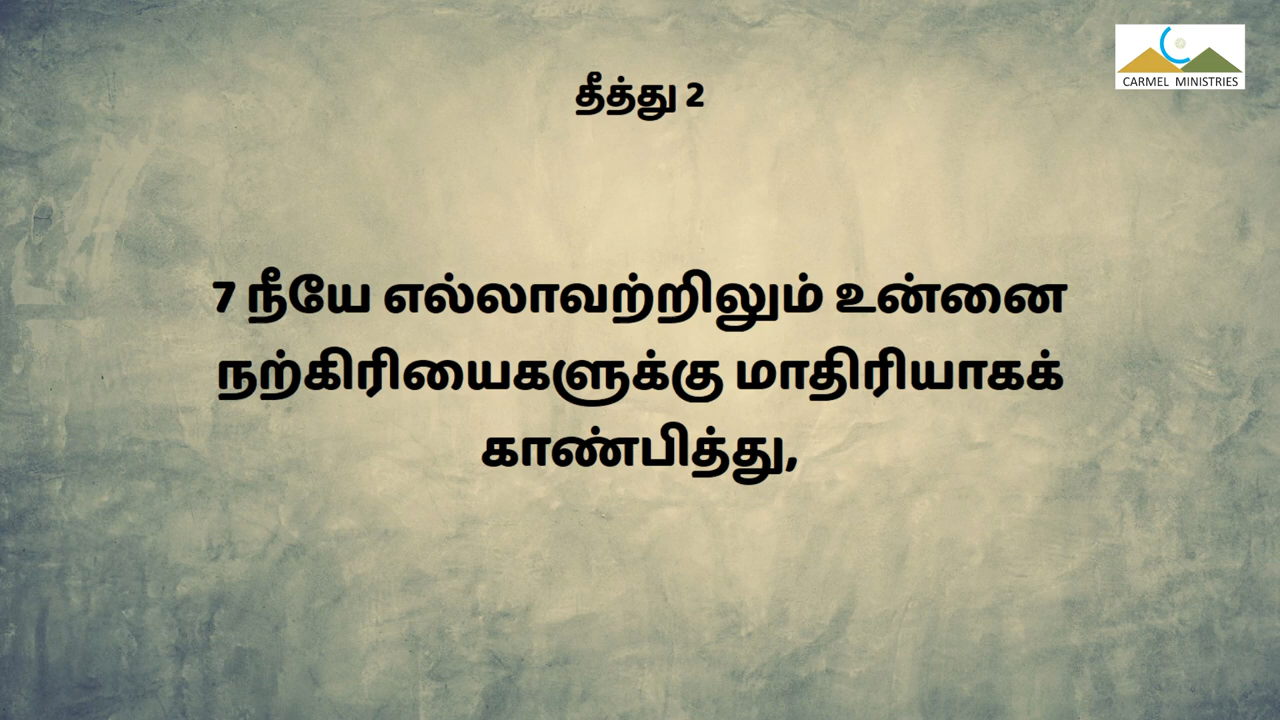 CARMEL MINISTRIES
தீத்து 2
7 நீயே எல்லாவற்றிலும் உன்னை
நற்கிரியைகளுக்கு மாதிரியாகக்
காண்பித்து,